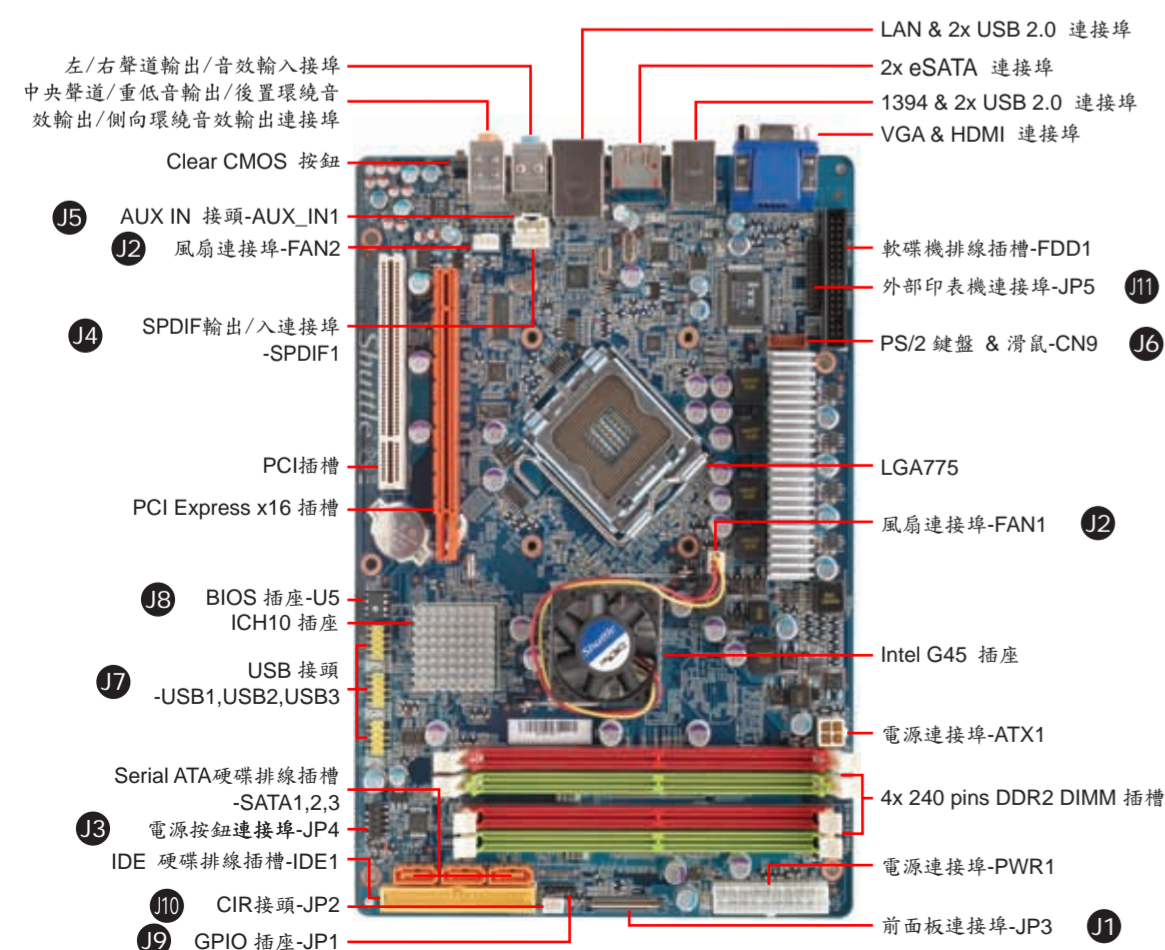 LAN & 2x USB 2.0 連接埠
左/右聲道輸出/音效輸入接埠
2x eSATA 連接埠
中央聲道/重低音輸出/後置環繞音
效輸出/側向環繞音效輸出連接埠
1394 & 2x USB 2.0 連接埠
VGA & HDMI 連接埠
Clear CMOS 按鈕
J5 AUX IN 接頭-AUX_IN1
J2 風扇連接埠-FAN2
軟碟機排線插槽-FDD1
外部印表機連接埠-JP5 J11
J4 SPDIF輸出/入連接埠
-SPDIF1
PS/2 鍵盤 & 滑鼠-CN9 J6
Shuttle
PCI插槽
LGA775
PCI Express x16 插槽
風扇連接埠-FAN1 J2
J8 BIOS 插座-U5
ICH10 插座
Shuttle
Intel G45 插座
J7 USB 接頭
-USB1,USB2,USB3
電源連接埠-ATX1
Serial ATA硬碟排線插槽
-SATA1,2,3
4x 240 pins DDR2 DIMM 插槽
J3 電源按鈕連接埠-JP4
IDE 硬碟排線插槽-IDE1
電源連接埠-PWR1
J10 CIR接頭-JP2
前面板連接埠-JP3 J1
J9 GPIO 插座-JP1